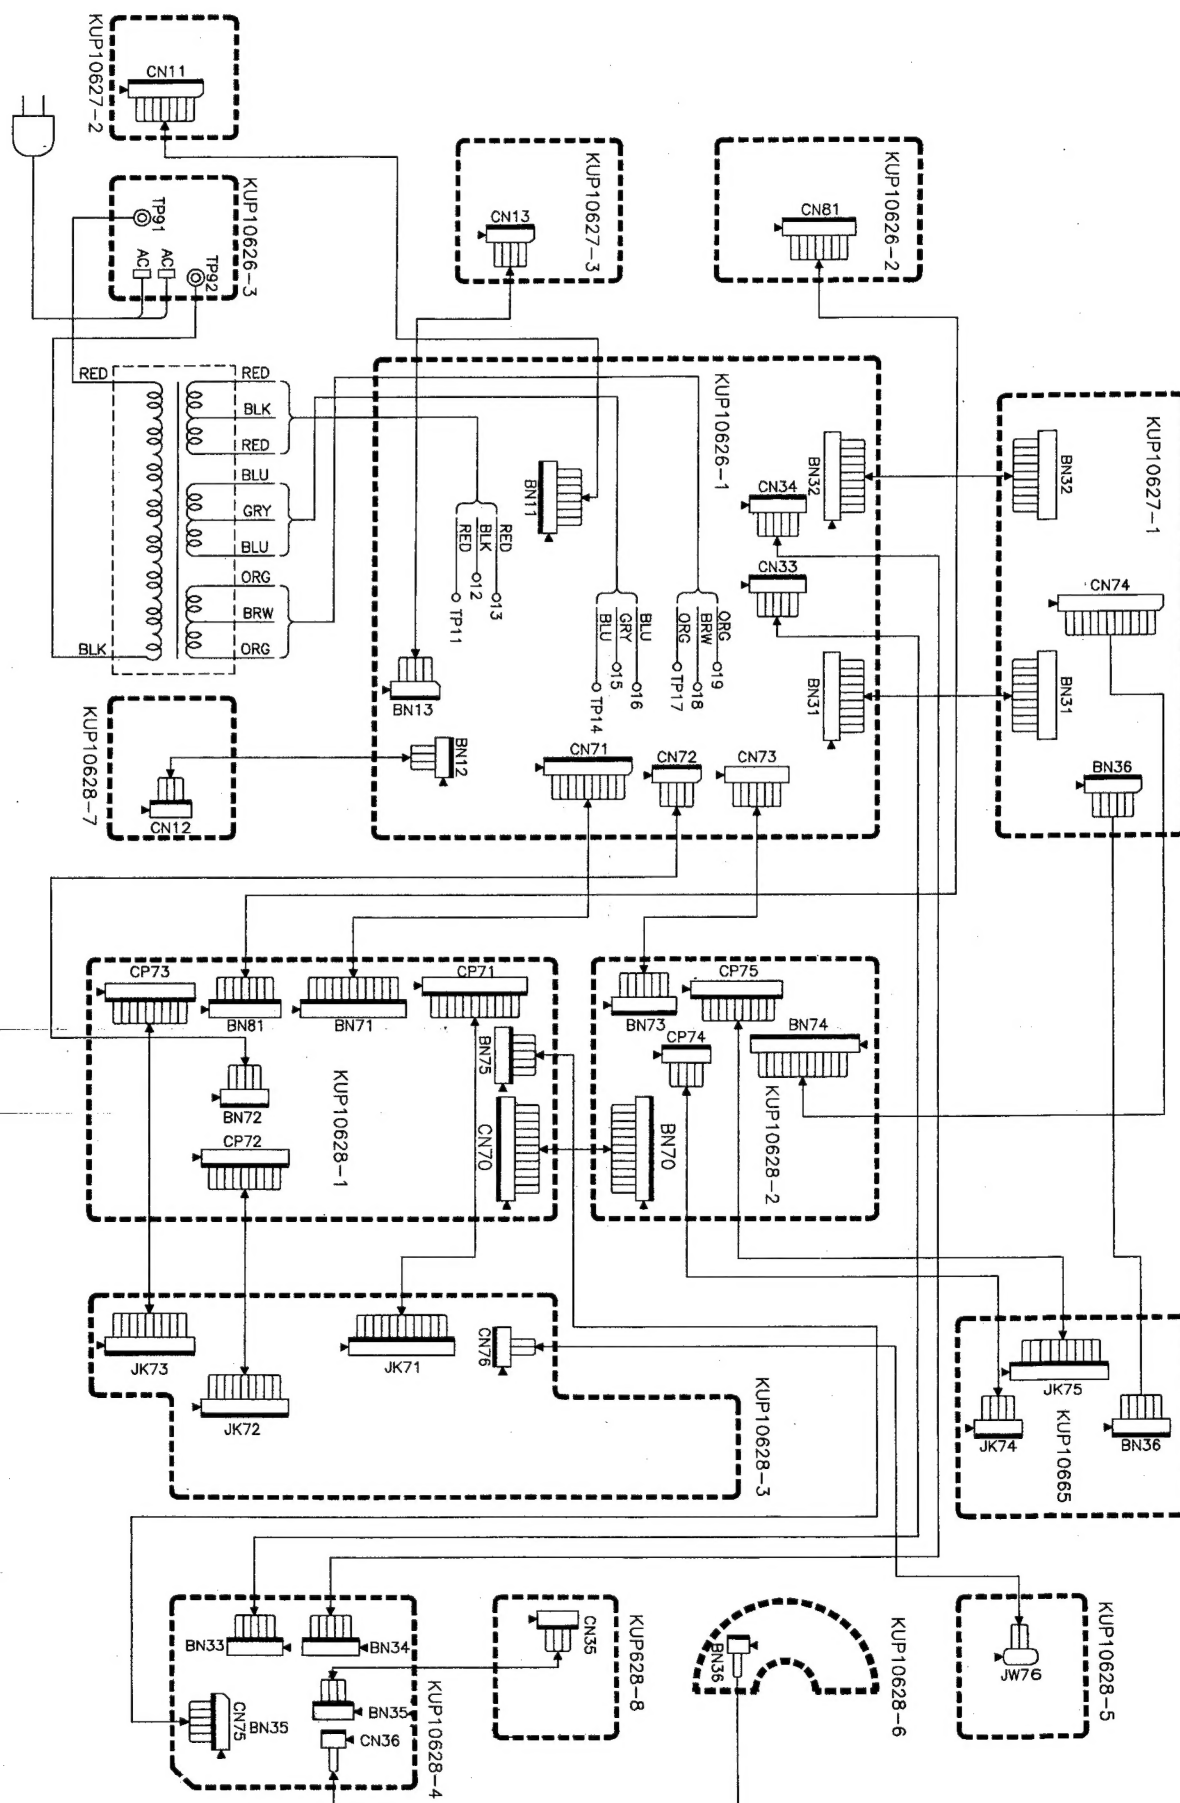 KUP10627-2
CN11
KUP10626-3
TP91
AC
AC
TP92
KUP10627-3
CN13
KUP10626-2
CN81
RED
BLK
RED
BLK
RED
BLU
GRY
BLU
ORG
BRW
ORG
KUP10626-1
BN11
RED
BLK
RED
13
12
TP11
BLU
GRY
BLU
16
15
TP14
ORG
BRW
ORG
19
18
TP17
BN32
CN34
CN33
BN31
BN13
BN12
CN71
CN72
CN73
KUP10627-1
BN32
CN74
BN31
BN36
KUP10628-7
CN12
CP73
BN81
BN71
CP71
BN75
BN72
CP72
KUP10628-1
CN70
BN73
CP75
CP74
BN74
KUP10628-2
BN70
JK73
JK72
JK71
CN76
KUP10628-3
JK75
JK74
BN36
KUP10665
BN33
BN34
BN35
CN36
CN75
BN35
KUP10628-4
CN35
KUP628-8
BN36
KUP10628-6
JW76
KUP10628-5